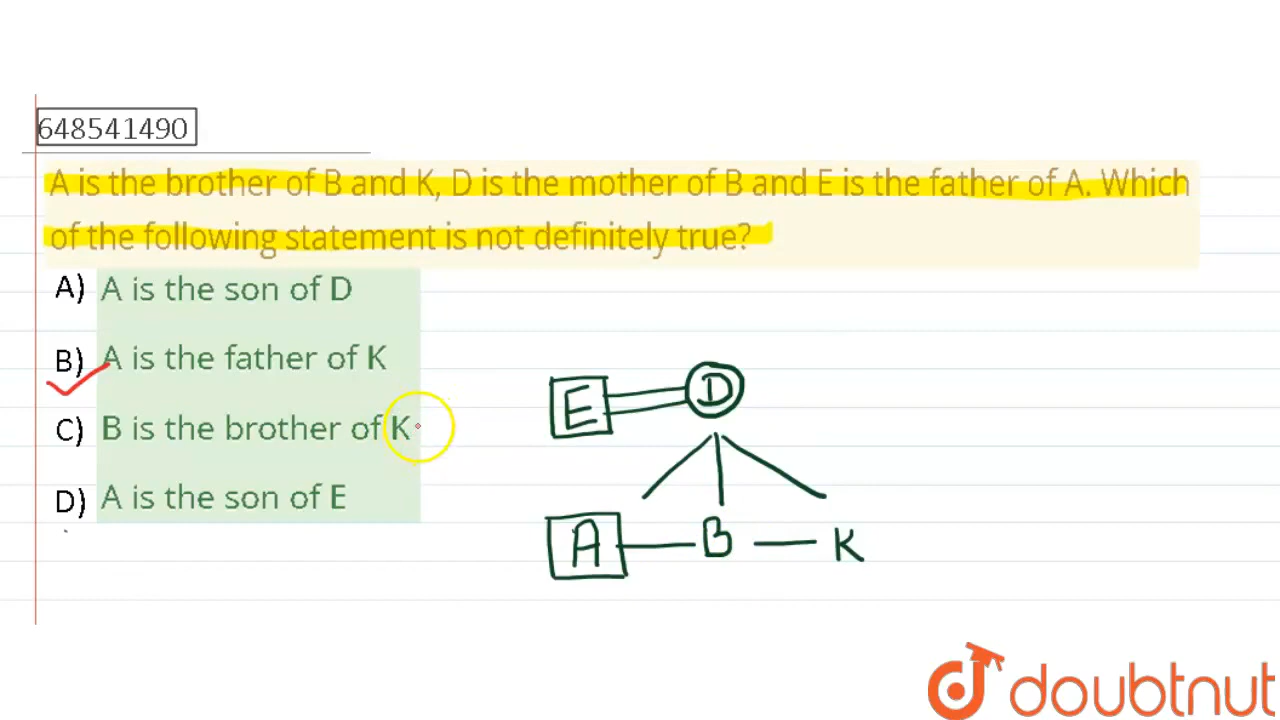 648541490
A is the brother of B and K, D is the mother of B and E is the father of A. Which
of the following statement is not definitely true?
A) A is the son of D
B) A is the father of K
C) B is the brother of K
D) A is the son of E
E D
A B K
doubtnut